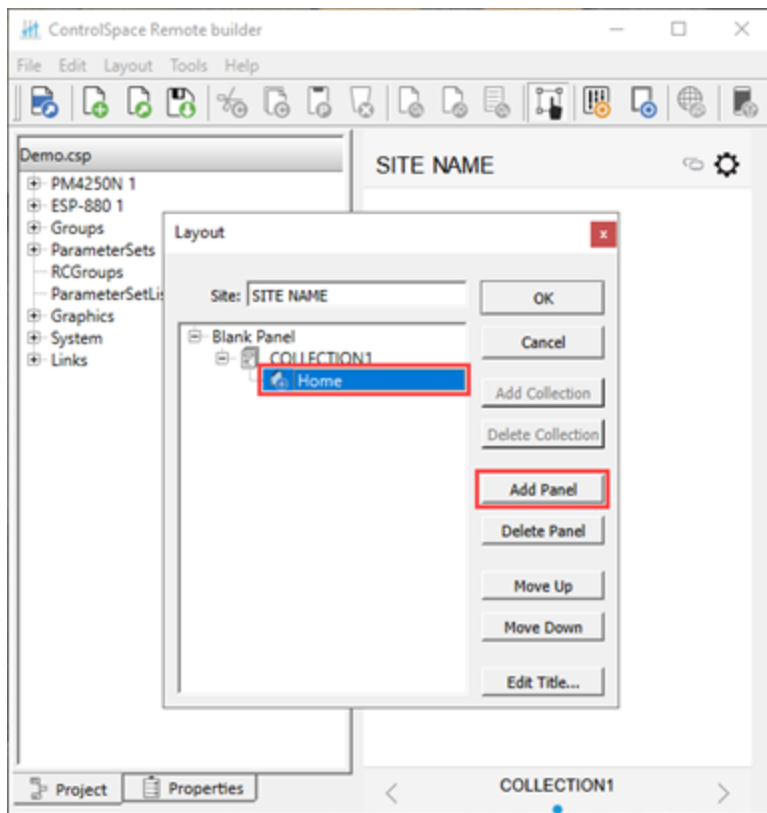 ControlSpace Remote builder
File Edit Layout Tools Help
Demo.csp
PM4250N 1
ESP-880 1
Groups
ParameterSets
RCGroups
ParameterSetLis
Graphics
System
Links
SITE NAME
Layout
x
Site: SITE NAME
OK
Blank Panel
Cancel
COLLECTION1
Home
Add Collection
Delete Collection
Add Panel
Delete Panel
Move Up
Move Down
Edit Title...
Project
Properties
COLLECTION1